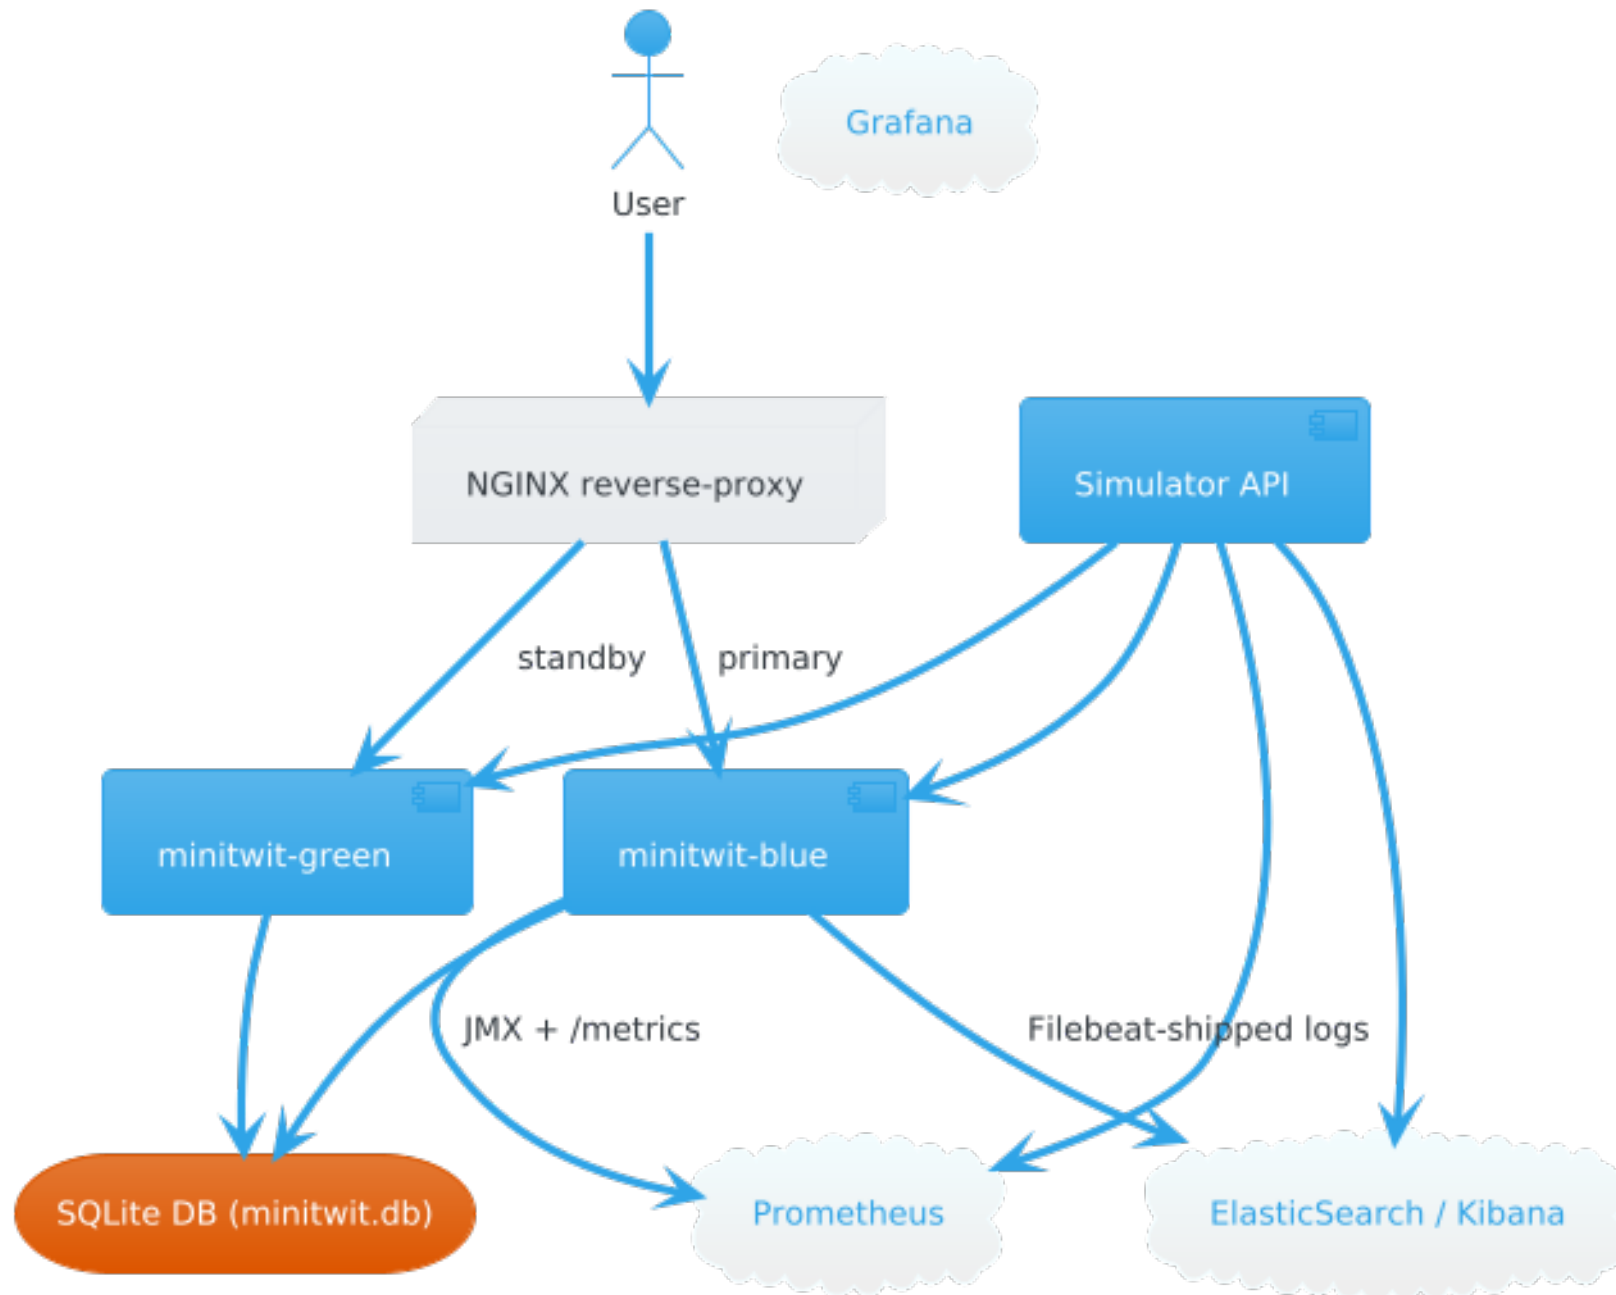 Grafana
User
NGINX reverse-proxy
Simulator API
standby
primary
minitwit-green
minitwit-blue
JMX + /metrics
Filebeat-shipped logs
SQLite DB (minitwit.db)
Prometheus
ElasticSearch / Kibana